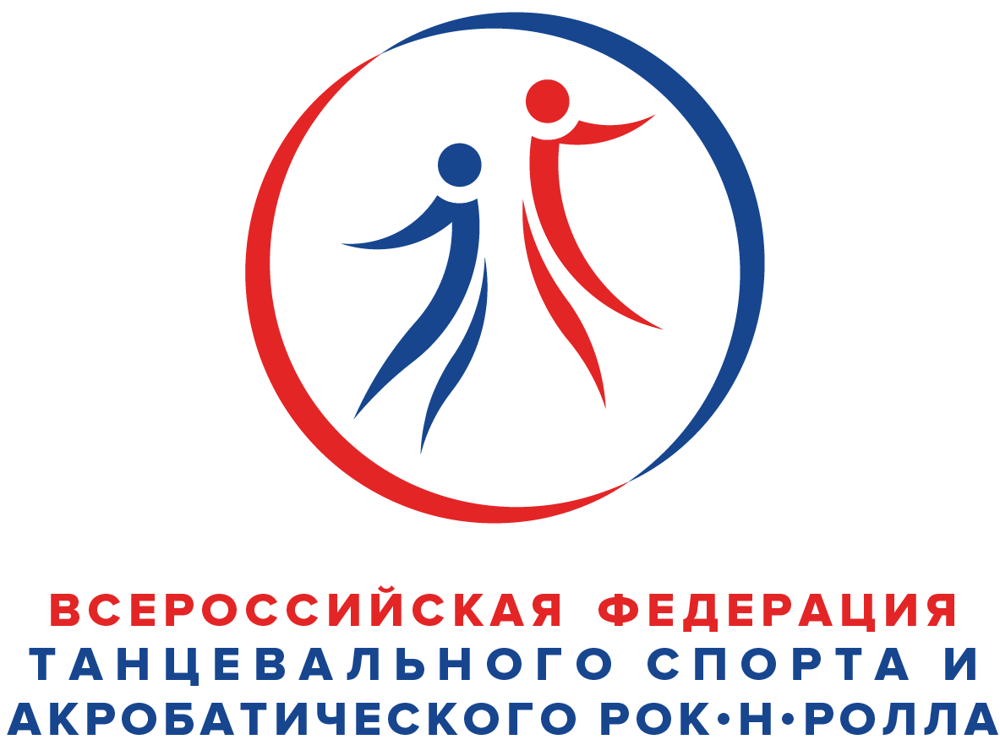 ВСЕРОССИЙСКАЯ ФЕДЕРАЦИЯ
ТАНЦЕВАЛЬНОГО СПОРТА И
АКРОБАТИЧЕСКОГО РОК•Н•РОЛЛА